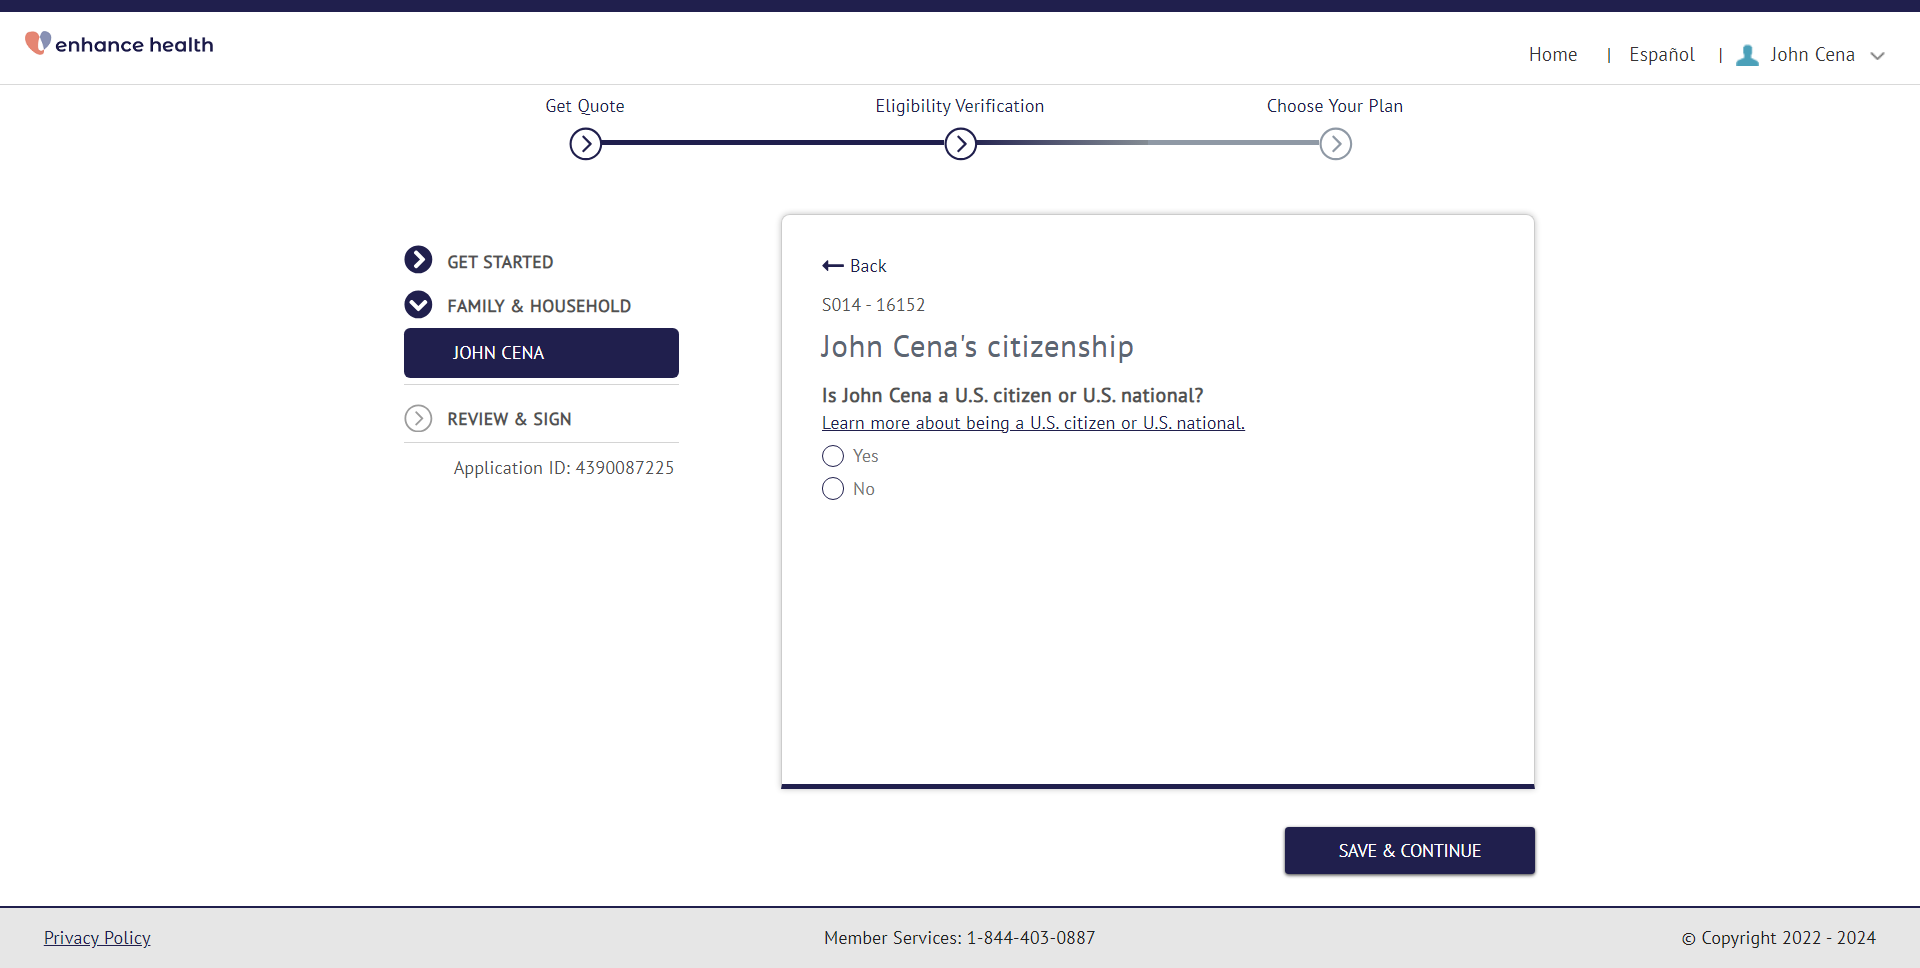 enhance health
Home | Español | John Cena
Get Quote
Eligibility Verification
Choose Your Plan
GET STARTED
FAMILY & HOUSEHOLD
JOHN CENA
REVIEW & SIGN
Application ID: 4390087225
Back
S014 - 16152
John Cena's citizenship
Is John Cena a U.S. citizen or U.S. national?
Learn more about being a U.S. citizen or U.S. national.
Yes
No
SAVE & CONTINUE
Privacy Policy
Member Services: 1-844-403-0887
© Copyright 2022 - 2024